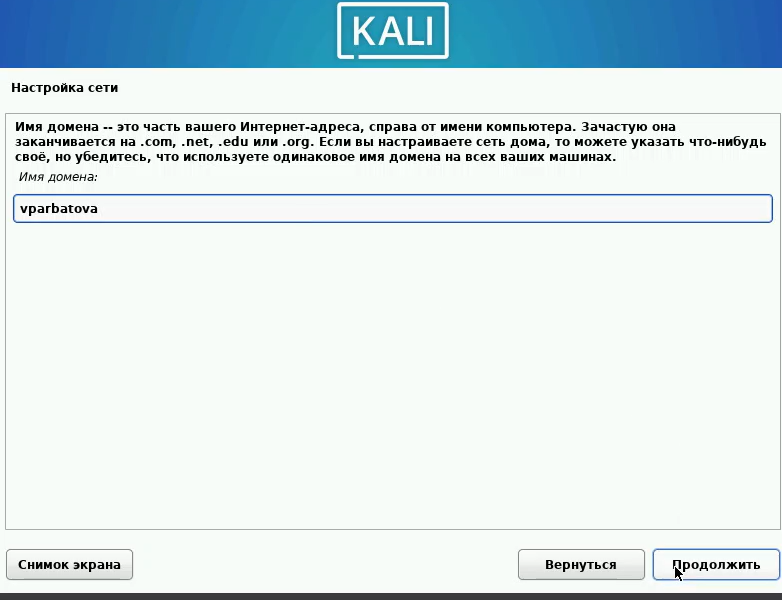 KALI
Настройка сети
Имя домена -- это часть вашего Интернет-адреса, справа от имени компьютера. Зачастую она
заканчивается на .com, .net, .edu или .org. Если вы настраиваете сеть дома, то можете указать что-нибудь
своё, но убедитесь, что используете одинаковое имя домена на всех ваших машинах.
Имя домена:
vparbatova
Снимок экрана
Вернуться
Продолжить